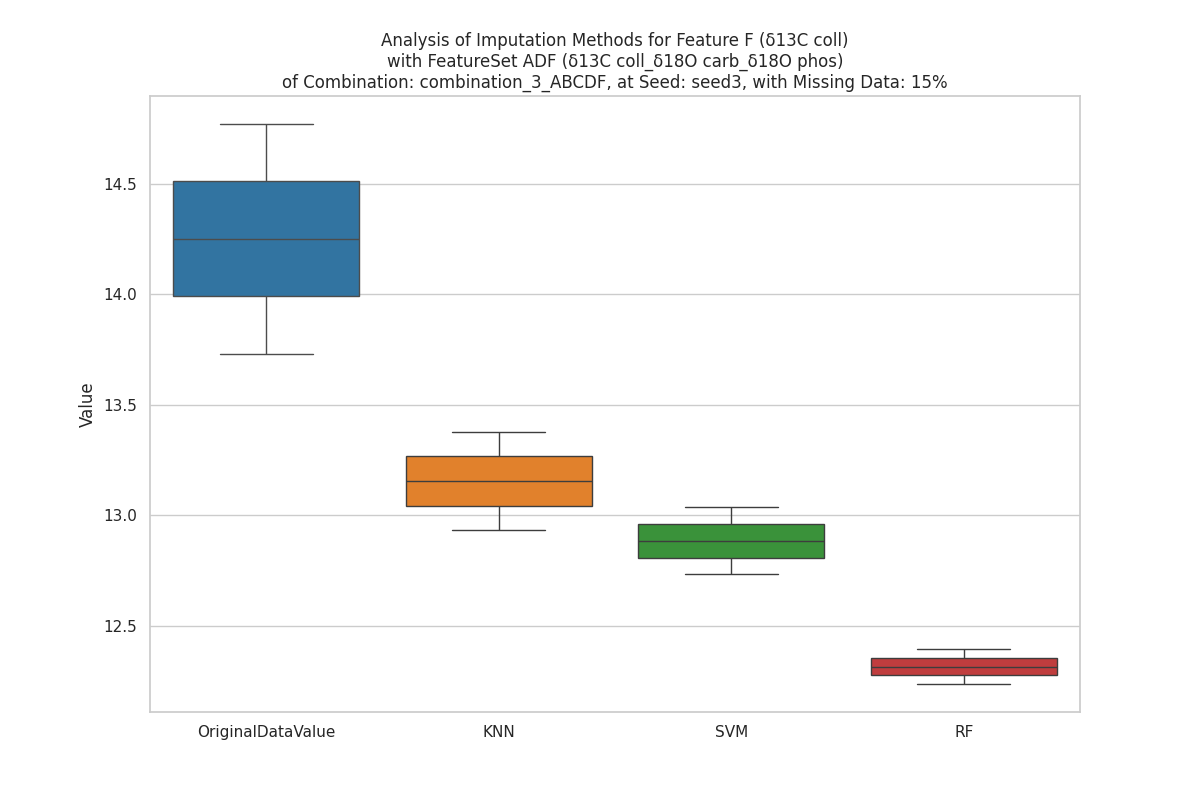 Analysis of Imputation Methods for Feature F (δ13C coll)
with FeatureSet ADF (δ13C coll_δ18O carb_δ18O phos)
of Combination: combination_3_ABCDF, at Seed: seed3, with Missing Data: 15%
14.5
14.0
13.5
13.0
12.5
Value
OriginalDataValue
KNN
SVM
RF